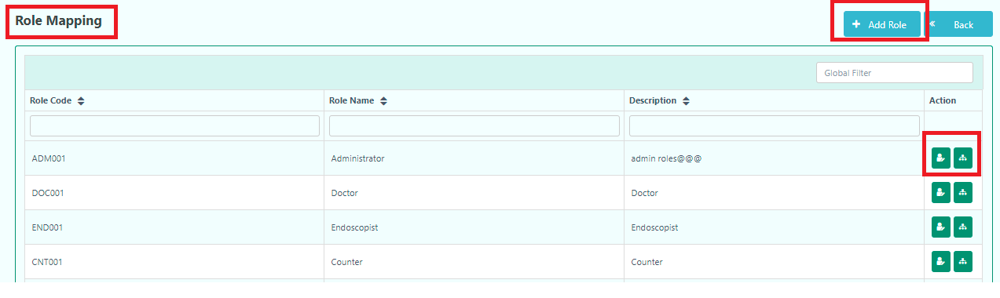 Role Mapping
Add Role
Back
Global Filter
Role Code Role Name Description Action
ADM001 Administrator admin roles@@@
DOC001 Doctor Doctor
END001 Endoscopist Endoscopist
CNT001 Counter Counter